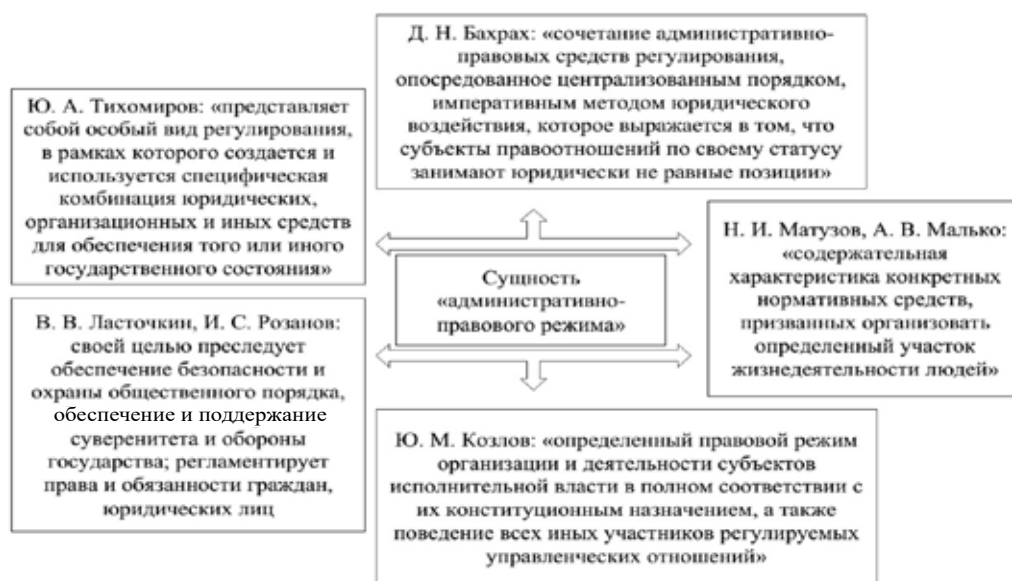 Д. Н. Бахрах: «сочетание административно-
правовых средств регулирования,
опосредованное централизованным порядком,
императивным методом юридического
воздействия, которое выражается в том, что
субъекты правоотношений по своему статусу
занимают юридически не равные позиции»
Ю. А. Тихомиров: «представляет
собой особый вид регулирования,
в рамках которого создается и
используется специфическая
комбинация юридических,
организационных и иных средств
для обеспечения того или иного
государственного состояния»
Н. И. Матузов, А. В. Малько:
«содержательная
характеристика конкретных
нормативных средств,
призванных организовать
определенный участок
жизнедеятельности людей»
Сущность
«административно-
правового режима»
В. В. Ласточкин, И. С. Розанов:
своей целью преследует
обеспечение безопасности и
охраны общественного порядка,
обеспечение и поддержание
суверенитета и обороны
государства; регламентирует
права и обязанности граждан,
юридических лиц
Ю. М. Козлов: «определенный правовой режим
организации и деятельности субъектов
исполнительной власти в полном соответствии с
их конституционным назначением, а также
поведение всех иных участников регулируемых
управленческих отношений»